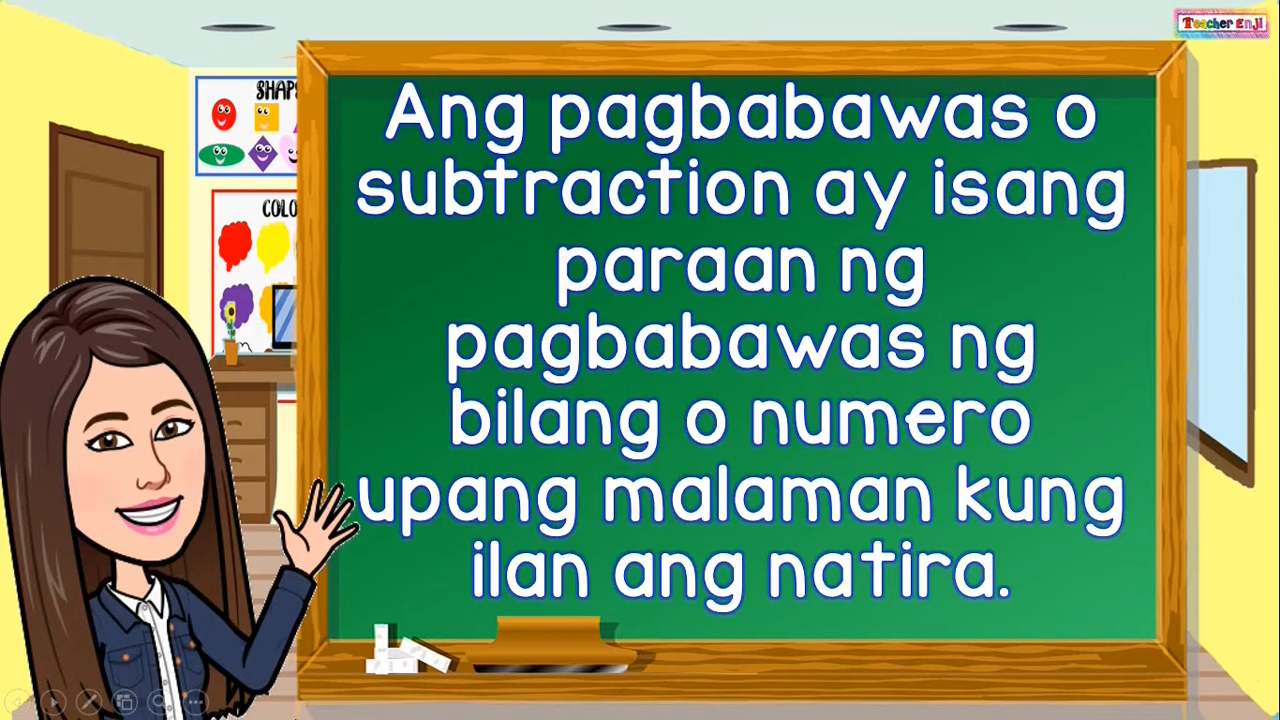 Teacher Enji
SHAP
COLO
Ang pagbabawas o
subtraction ay isang
paraan ng
pagbabawas ng
bilang o numero
upang malaman kung
ilan ang natira.